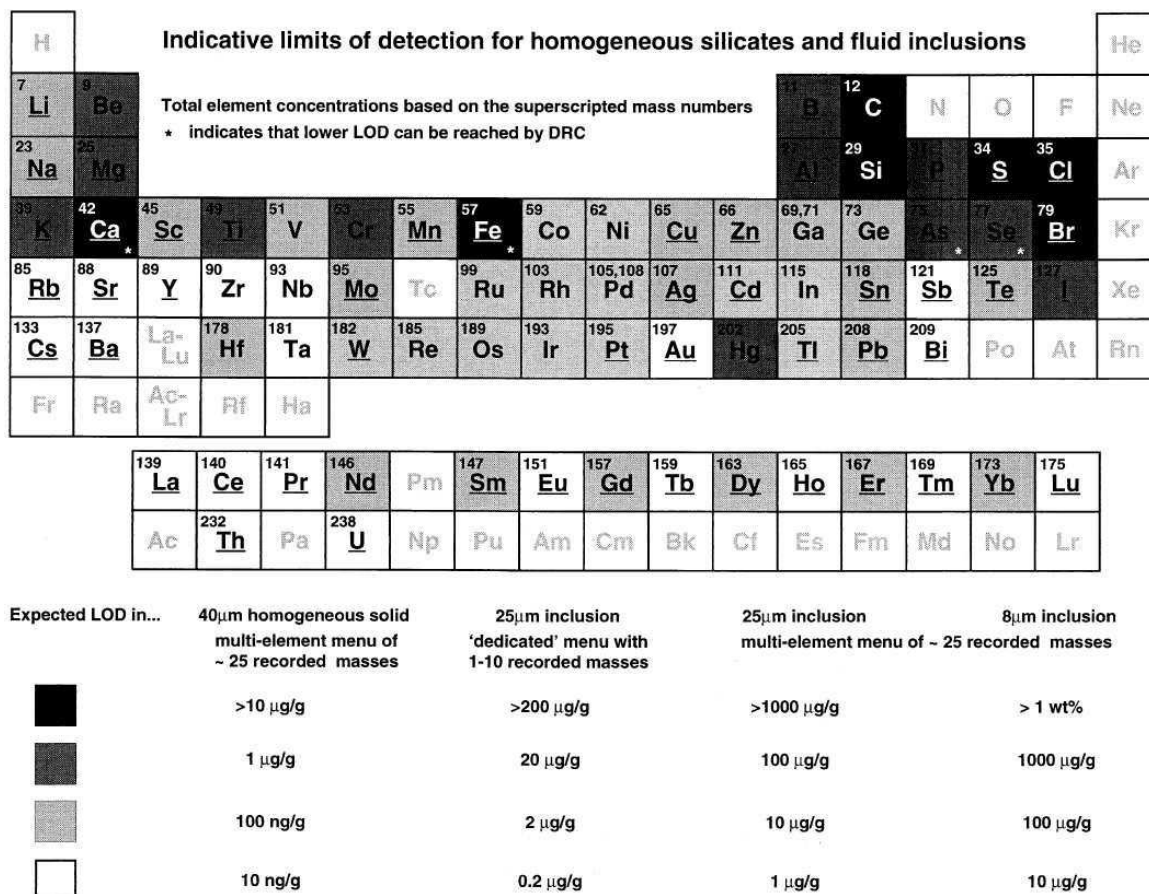 H Indicative limits of detection for homogeneous silicates and fluid inclusions He
7 9 11 12
Li Be Total element concentrations based on the superscripted mass numbers B C N O F Ne
* indicates that lower LOD can be reached by DRC
23 25 27 29 31 34 35
Na Mg Al Si P S Cl Ar
39 42 45 49 51 53 55 57 59 62 65 66 69,71 73 75 77 79
K Ca Sc Ti V Cr Mn Fe Co Ni Cu Zn Ga Ge As Se Br Kr
* * * *
85 88 89 90 93 95 99 103 105,108 107 111 115 118 121 125 127
Rb Sr Y Zr Nb Mo Tc Ru Rh Pd Ag Cd In Sn Sb Te I Xe
133 137 178 181 182 185 189 193 195 197 202 205 208 209
Cs Ba La-Lu Hf Ta W Re Os Ir Pt Au Hg Tl Pb Bi Po At Rn
Fr Ra Ac-Lr Rf Ha
139 140 141 146 147 151 157 159 163 165 167 169 173 175
La Ce Pr Nd Pm Sm Eu Gd Tb Dy Ho Er Tm Yb Lu
232 238
Ac Th Pa U Np Pu Am Cm Bk Cf Es Fm Md No Lr
Expected LOD in... 40μm homogeneous solid 25μm inclusion 25μm inclusion 8μm inclusion
multi-element menu of 'dedicated' menu with multi-element menu of ~ 25 recorded masses
~ 25 recorded masses 1-10 recorded masses
>10 μg/g >200 μg/g >1000 μg/g > 1 wt%
1 μg/g 20 μg/g 100 μg/g 1000 μg/g
100 ng/g 2 μg/g 10 μg/g 100 μg/g
10 ng/g 0.2 μg/g 1 μg/g 10 μg/g